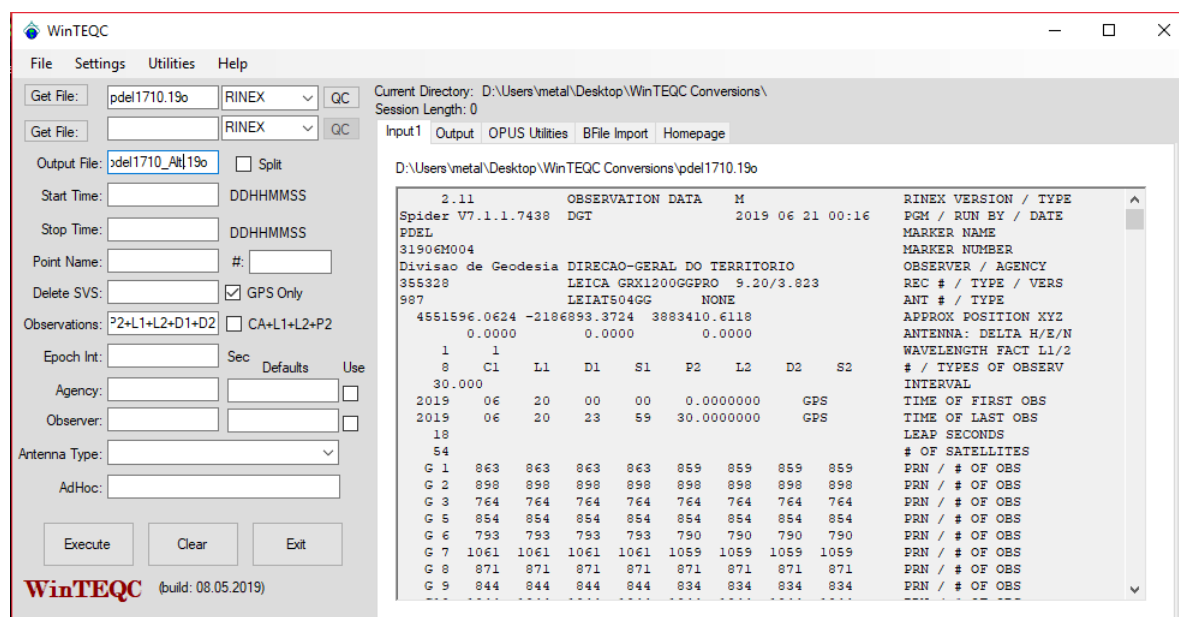 WinTEQC
File Settings Utilities Help
Get File: pdel1710.19o RINEX QC
Get File: RINEX QC
Output File: pdel1710_Alt.19o Split
Start Time: DDHHMMSS
Stop Time: DDHHMMSS
Point Name: #:
Delete SVS: GPS Only
Observations: P2+L1+L2+D1+D2 CA+L1+L2+P2
Epoch Int: Sec
Defaults Use
Agency:
Observer:
Antenna Type:
AdHoc:
Execute Clear Exit
WinTEQC (build: 08.05.2019)
Current Directory: D:\Users\metal\Desktop\WinTEQC Conversions\
Session Length: 0
Input1 Output OPUS Utilities BFile Import Homepage
D:\Users\metal\Desktop\WinTEQC Conversions\pdel1710.19o
2.11 OBSERVATION DATA M RINEX VERSION / TYPE
Spider V7.1.1.7438 DGT 2019 06 21 00:16 PGM / RUN BY / DATE
PDEL MARKER NAME
31906M004 MARKER NUMBER
Divisao de Geodesia DIRECAO-GERAL DO TERRITORIO OBSERVER / AGENCY
355328 LEICA GRX1200GGPRO 9.20/3.823 REC # / TYPE / VERS
987 LEIAT504GG NONE ANT # / TYPE
4551596.0624 -2186893.3724 3883410.6118 APPROX POSITION XYZ
0.0000 0.0000 0.0000 ANTENNA: DELTA H/E/N
1 1 WAVELENGTH FACT L1/2
8 C1 L1 D1 S1 P2 L2 D2 S2 # / TYPES OF OBSERV
30.000 INTERVAL
2019 06 20 00 00 0.0000000 GPS TIME OF FIRST OBS
2019 06 20 23 59 30.0000000 GPS TIME OF LAST OBS
18 LEAP SECONDS
54 # OF SATELLITES
G 1 863 863 863 863 859 859 859 859 PRN / # OF OBS
G 2 898 898 898 898 898 898 898 898 PRN / # OF OBS
G 3 764 764 764 764 764 764 764 764 PRN / # OF OBS
G 5 854 854 854 854 854 854 854 854 PRN / # OF OBS
G 6 793 793 793 793 790 790 790 790 PRN / # OF OBS
G 7 1061 1061 1061 1061 1059 1059 1059 1059 PRN / # OF OBS
G 8 871 871 871 871 871 871 871 871 PRN / # OF OBS
G 9 844 844 844 844 834 834 834 834 PRN / # OF OBS